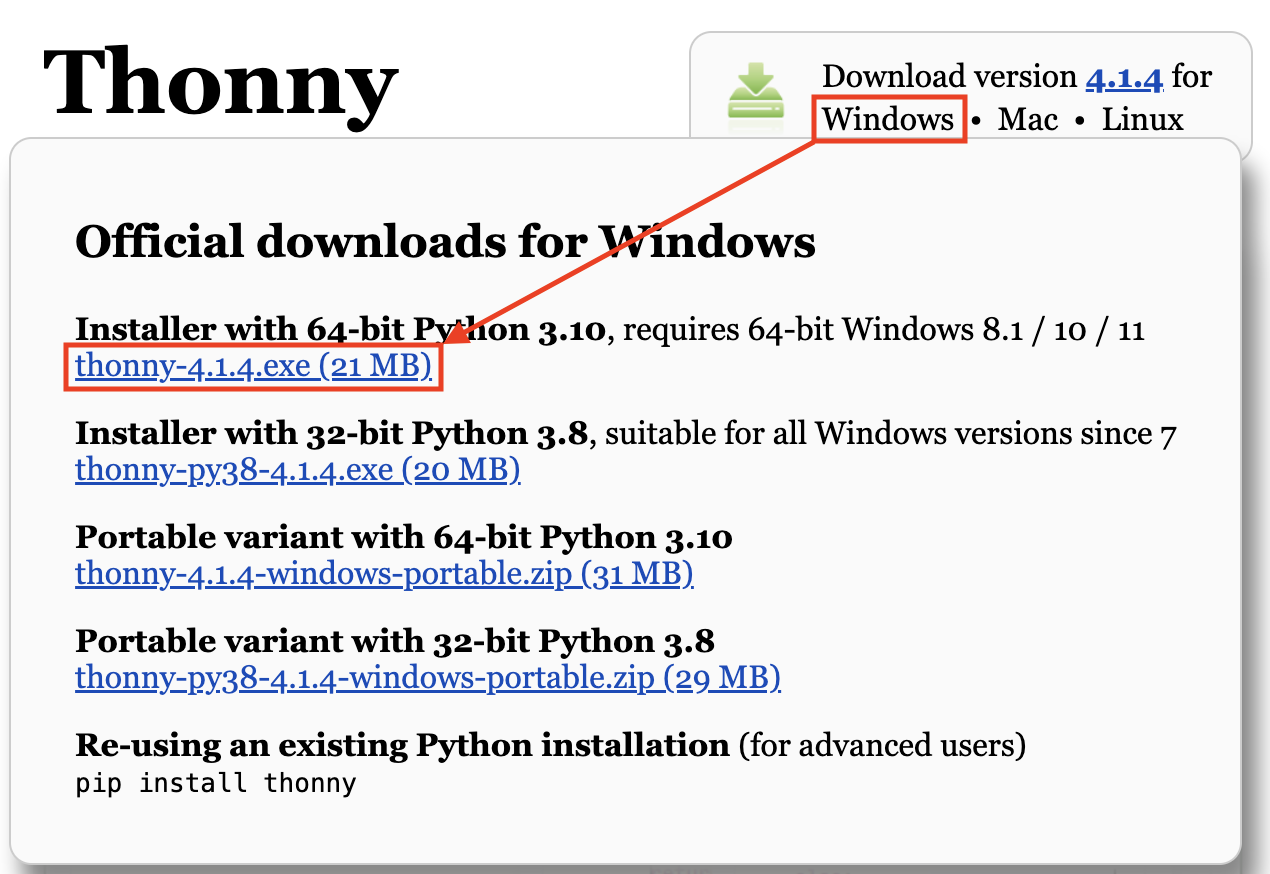 Thonny
Download version 4.1.4 for
Windows • Mac • Linux
Official downloads for Windows
Installer with 64-bit Python 3.10, requires 64-bit Windows 8.1 / 10 / 11
thonny-4.1.4.exe (21 MB)
Installer with 32-bit Python 3.8, suitable for all Windows versions since 7
thonny-py38-4.1.4.exe (20 MB)
Portable variant with 64-bit Python 3.10
thonny-4.1.4-windows-portable.zip (31 MB)
Portable variant with 32-bit Python 3.8
thonny-py38-4.1.4-windows-portable.zip (29 MB)
Re-using an existing Python installation (for advanced users)
pip install thonny